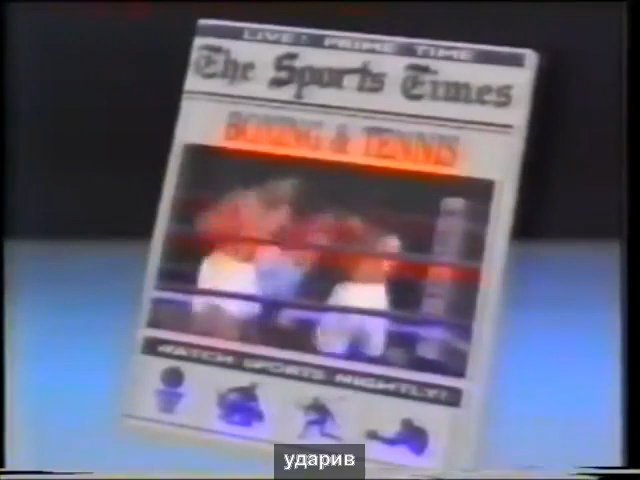 LIVE! PRIME TIME
The Sports Times
BOXING & TENNIS
WATCH SPORTS NIGHTLY!
ударив